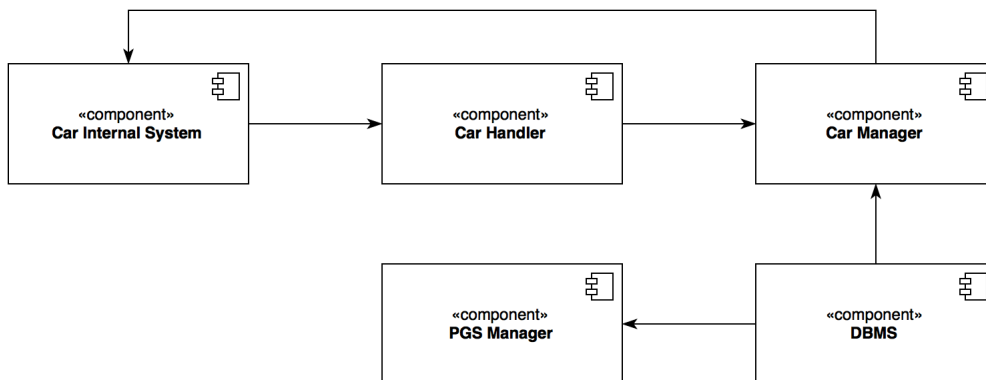 «component»
Car Internal System
«component»
Car Handler
«component»
Car Manager
«component»
PGS Manager
«component»
DBMS